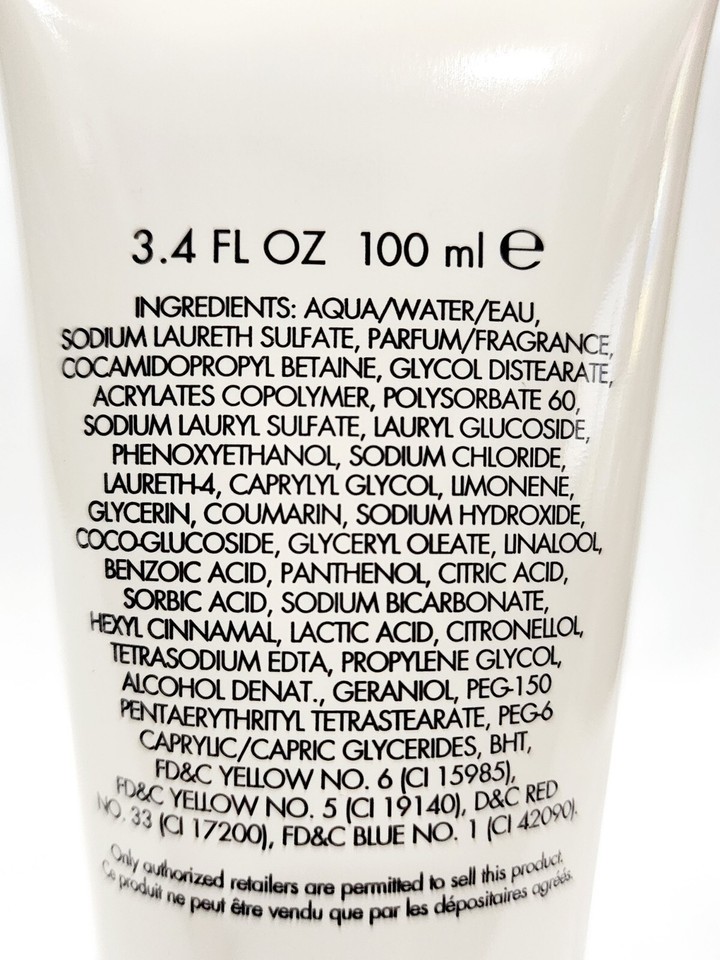 3.4 FL OZ 100 ml ℮
INGREDIENTS: AQUA/WATER/EAU,
SODIUM LAURETH SULFATE, PARFUM/FRAGRANCE,
COCAMIDOPROPYL BETAINE, GLYCOL DISTEARATE,
ACRYLATES COPOLYMER, POLYSORBATE 60,
SODIUM LAURYL SULFATE, LAURYL GLUCOSIDE,
PHENOXYETHANOL, SODIUM CHLORIDE,
LAURETH-4, CAPRYLYL GLYCOL, LIMONENE,
GLYCERIN, COUMARIN, SODIUM HYDROXIDE,
COCO-GLUCOSIDE, GLYCERYL OLEATE, LINALOOL,
BENZOIC ACID, PANTHENOL, CITRIC ACID,
SORBIC ACID, SODIUM BICARBONATE,
HEXYL CINNAMAL, LACTIC ACID, CITRONELLOL,
TETRASODIUM EDTA, PROPYLENE GLYCOL,
ALCOHOL DENAT., GERANIOL, PEG-150
PENTAERYTHRITYL TETRASTEARATE, PEG-6
CAPRYLIC/CAPRIC GLYCERIDES, BHT,
FD&C YELLOW NO. 6 (CI 15985),
FD&C YELLOW NO. 5 (CI 19140), D&C RED
NO. 33 (CI 17200), FD&C BLUE NO. 1 (CI 42090).
Only authorized retailers are permitted to sell this product.
Ce produit ne peut être vendu que par les dépositaires agréés.